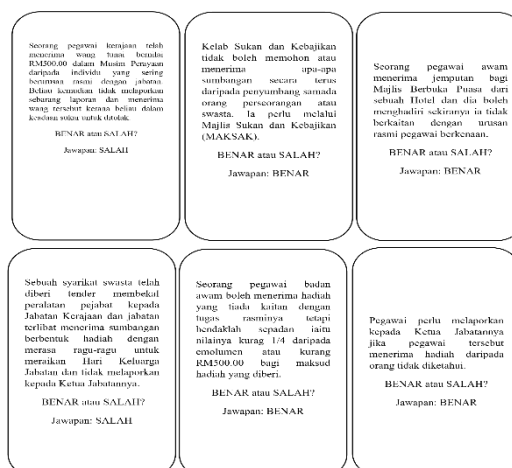 Seorang pegawai kerajaan telah
menerima wang tunai bernilai
RM300.00 dalam Musim Perayaan
daripada individu yang sering
berurusan rasmi dengan jabatan.
Beliau kemudian tidak melaporkan
sebarang laporan dan menerima
wang tersebut kerana beliau dalam
keadaan sukar untuk ditolak.
BENAR atau SALAH?
Jawapan: SALAH
Kelab Sukan dan Kebajikan
tidak boleh memohon atau
menerima apa-apa
sumbangan secara terus
daripada penyumbang samada
orang perseorangan atau
swasta. Ia perlu melalui
Majlis Sukan dan Kebajikan
(MAKSAK).
BENAR atau SALAH?
Jawapan: BENAR
Seorang pegawai awam
menerima jemputan bagi
Majlis Berbuka Puasa dari
sebuah Hotel dan dia boleh
menghadiri sekiranya ia tidak
berkaitan dengan urusan
rasmi pegawai berkenaan.
BENAR atau SALAH?
Jawapan: BENAR
Sebuah syarikat swasta telah
diberi tender membekal
peralatan pejabat kepada
Jabatan Kerajaan dan jabatan
terlibat menerima sumbangan
berbentuk hadiah dengan
merasa ragu-ragu untuk
meraikan Hari Keluarga
Jabatan dan tidak melaporkan
kepada Ketua Jabatannya.
BENAR atau SALAH?
Jawapan: SALAH
Seorang pegawai badan
awam boleh menerima hadiah
yang tiada kaitan dengan
tugas rasminya tetapi
hendaklah sepadan iaitu
nilainya kurag 1/4 daripada
emolumen atau kurang
RM500.00 bagi maksud
hadiah yang diberi.
BENAR atau SALAH?
Jawapan: BENAR
Pegawai perlu melaporkan
kepada Ketua Jabatannya
jika pegawai tersebut
menerima hadiah daripada
orang tidak diketahui.
BENAR atau SALAH?
Jawapan: BENAR